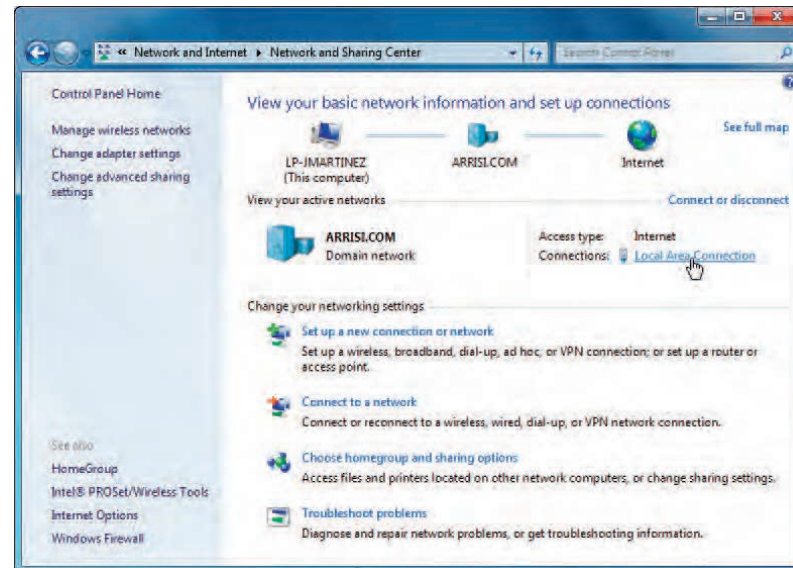 « Network and Internet ▸ Network and Sharing Center
Search Control Panel
Control Panel Home
Manage wireless networks
Change adapter settings
Change advanced sharing
settings
View your basic network information and set up connections
See full map
LP-JMARTINEZ
(This computer)
ARRISI.COM
Internet
View your active networks
Connect or disconnect
ARRISI.COM
Domain network
Access type: Internet
Connections: Local Area Connection
Change your networking settings
Set up a new connection or network
Set up a wireless, broadband, dial-up, ad hoc, or VPN connection; or set up a router or
access point.
Connect to a network
Connect or reconnect to a wireless, wired, dial-up, or VPN network connection.
Choose homegroup and sharing options
Access files and printers located on other network computers, or change sharing settings.
Troubleshoot problems
Diagnose and repair network problems, or get troubleshooting information.
See also
HomeGroup
Intel® PROSet/Wireless Tools
Internet Options
Windows Firewall